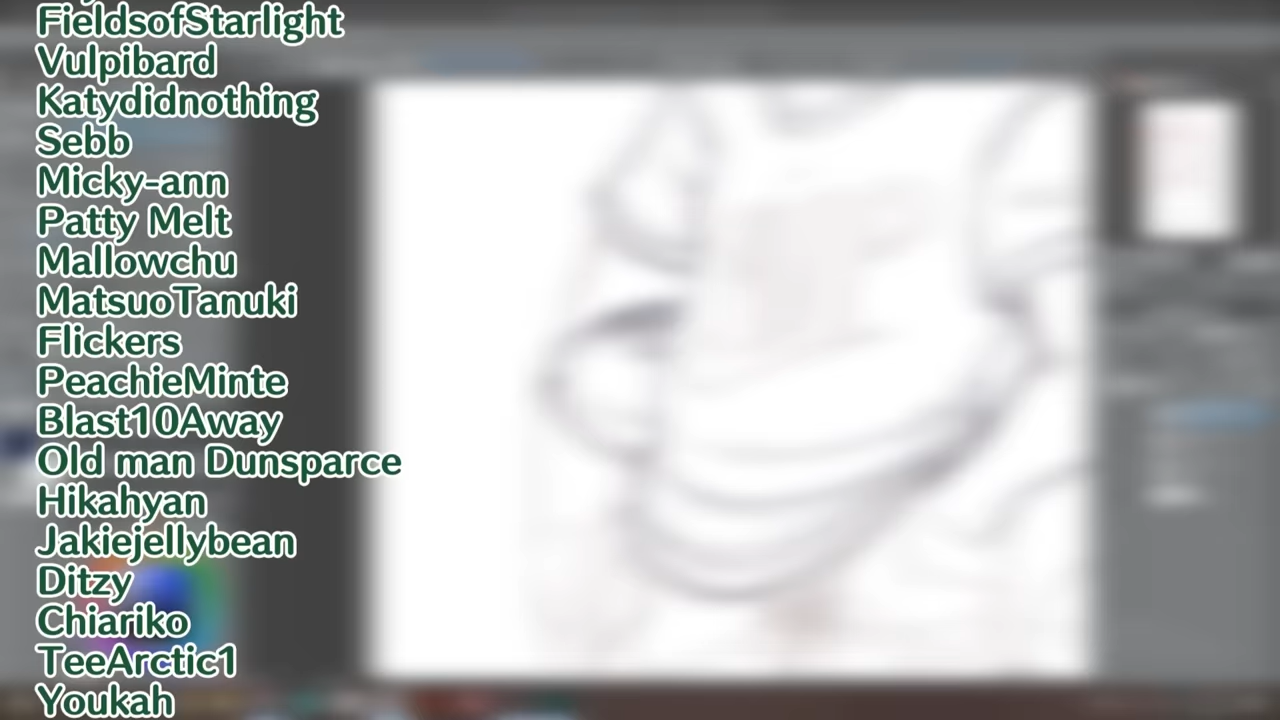 FieldsofStarlight
Vulpibard
Katydidnothing
Sebb
Micky-ann
Patty Melt
Mallowchu
MatsuoTanuki
Flickers
PeachieMinte
Blast10Away
Old man Dunsparce
Hikahyan
Jakiejellybean
Ditzy
Chiariko
TeeArctic1
Youkah